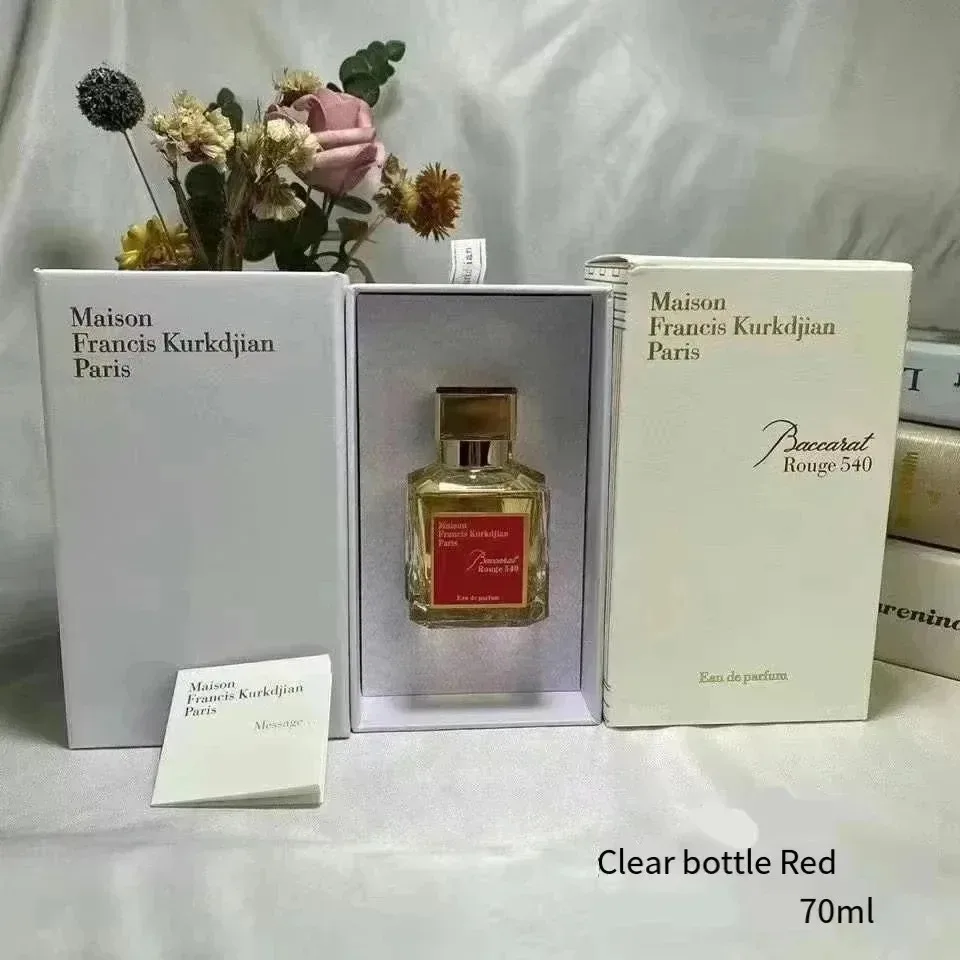 Maison
Francis Kurkdjian
Paris
Maison
Francis Kurkdjian
Paris
Baccarat
Rouge 540
Eau de parfum
Maison
Francis Kurkdjian
Paris
Baccarat
Rouge 540
Eau de parfum
Maison
Francis Kurkdjian
Paris
Message...
Clear bottle Red
70ml